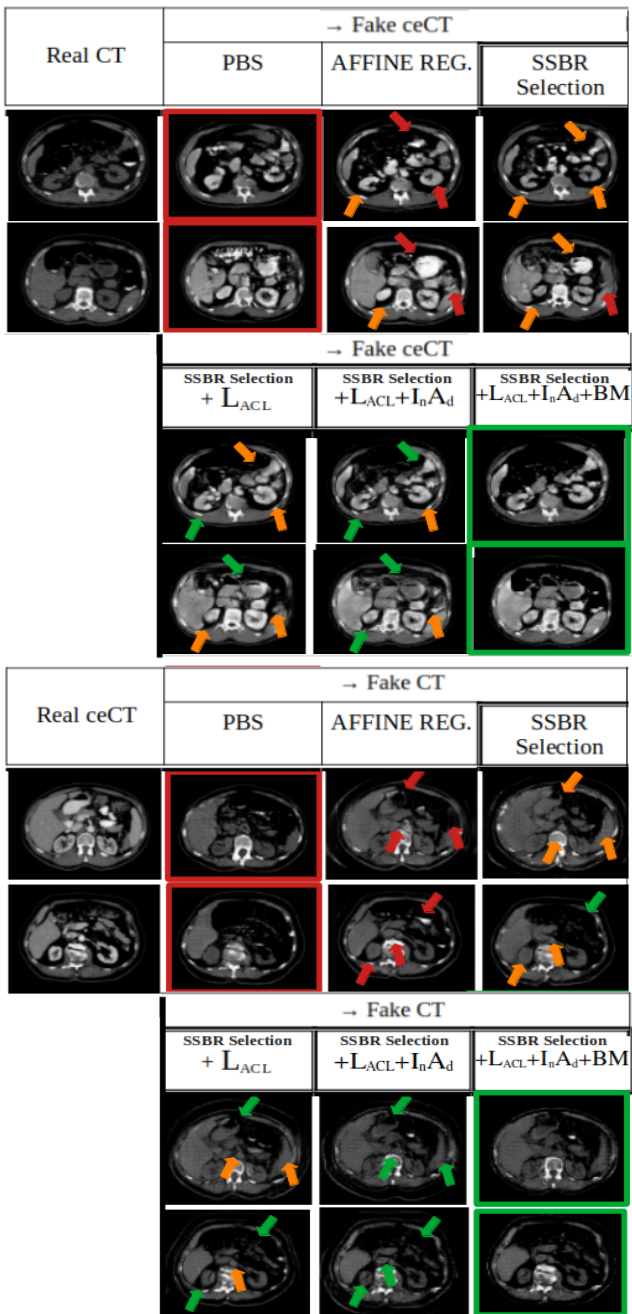 → Fake ceCT
Real CT
PBS
AFFINE REG.
SSBR
Selection
→ Fake ceCT
SSBR Selection
+ L_ACL
SSBR Selection
+L_ACL+I_nA_d
SSBR Selection
+L_ACL+I_nA_d+BM
→ Fake CT
Real ceCT
PBS
AFFINE REG.
SSBR
Selection
→ Fake CT
SSBR Selection
+ L_ACL
SSBR Selection
+L_ACL+I_nA_d
SSBR Selection
+L_ACL+I_nA_d+BM